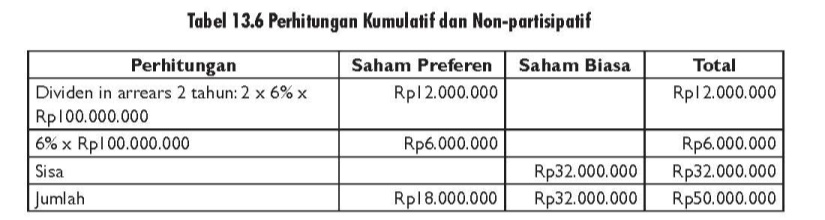 Tabel 13.6 Perhitungan Kumulatif dan Non-partisipatif
Perhitungan Saham Preferen Saham Biasa Total
Dividen in arrears 2 tahun: 2 x 6% x Rp12.000.000 Rp12.000.000
Rp100.000.000
6% x Rp100.000.000 Rp6.000.000 Rp6.000.000
Sisa Rp32.000.000 Rp32.000.000
Jumlah Rp18.000.000 Rp32.000.000 Rp50.000.000